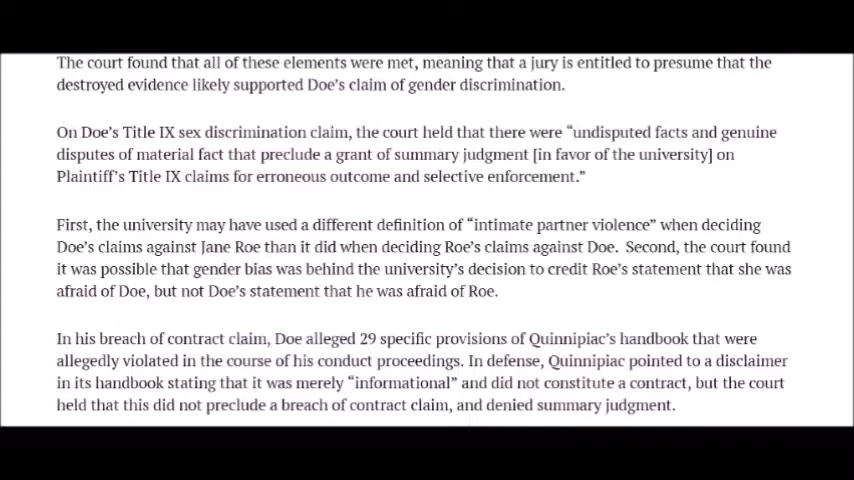 The court found that all of these elements were met, meaning that a jury is entitled to presume that the
destroyed evidence likely supported Doe’s claim of gender discrimination.
On Doe’s Title IX sex discrimination claim, the court held that there were “undisputed facts and genuine
disputes of material fact that preclude a grant of summary judgment [in favor of the university] on
Plaintiff’s Title IX claims for erroneous outcome and selective enforcement.”
First, the university may have used a different definition of “intimate partner violence” when deciding
Doe’s claims against Jane Roe than it did when deciding Roe’s claims against Doe.  Second, the court found
it was possible that gender bias was behind the university’s decision to credit Roe’s statement that she was
afraid of Doe, but not Doe’s statement that he was afraid of Roe.
In his breach of contract claim, Doe alleged 29 specific provisions of Quinnipiac’s handbook that were
allegedly violated in the course of his conduct proceedings. In defense, Quinnipiac pointed to a disclaimer
in its handbook stating that it was merely “informational” and did not constitute a contract, but the court
held that this did not preclude a breach of contract claim, and denied summary judgment.